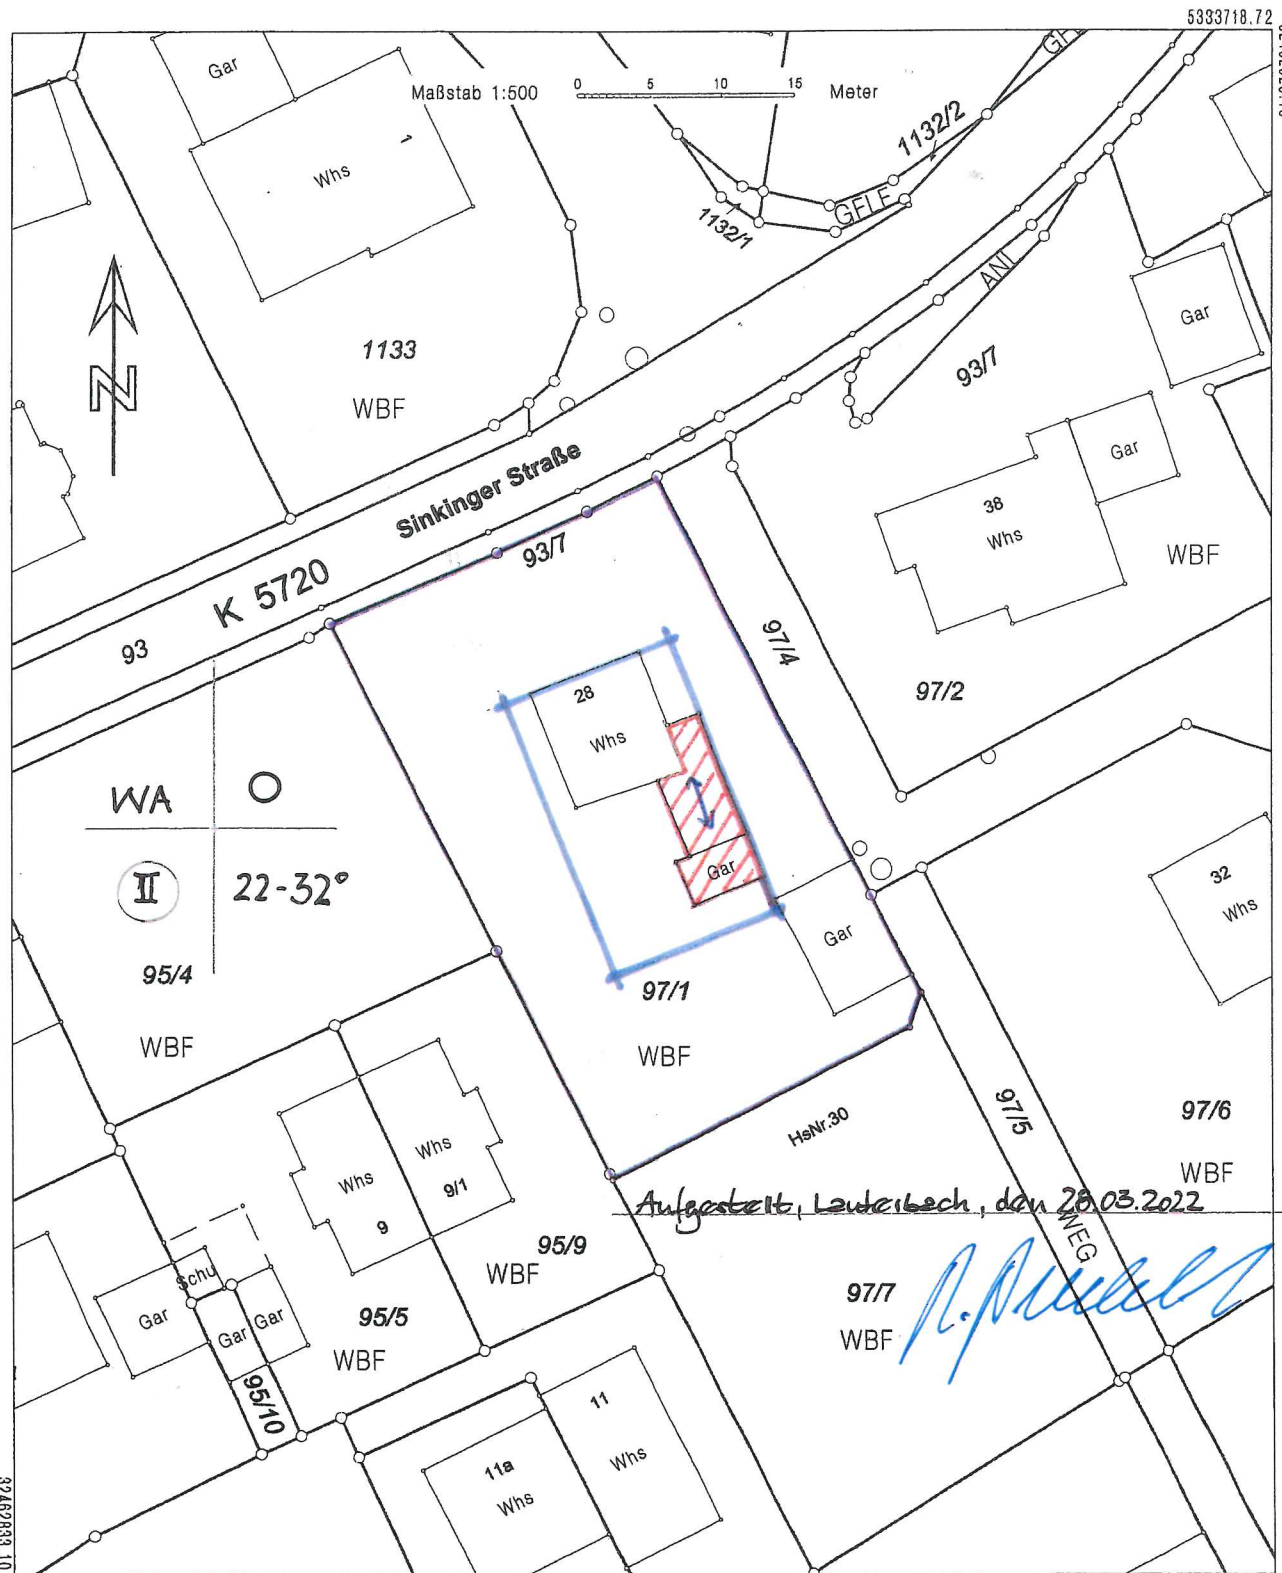 5333718.72
Gar
Maßstab 1:500 0 5 10 15 Meter
Whs
1
1132/2
GFLF
1132/1
ANL
Gar
N
1133
WBF
93/7
Sinkinger Straße
Gar
38
Whs
WBF
93/7
K 5720
93
97/4
97/2
28
Whs
WA O
II 22-32°
Gar
Gar
32
Whs
95/4
97/1
WBF
WBF
97/5
97/6
HsNr.30
WBF
Whs
9/1
Whs
9
Aufgestellt, Lauterbach, den 28.03.2022
WEG
95/9
WBF
Schu
Gar
Gar
Gar
95/5
WBF
97/7
WBF
95/10
11
Whs
11a
Whs
32462833.10